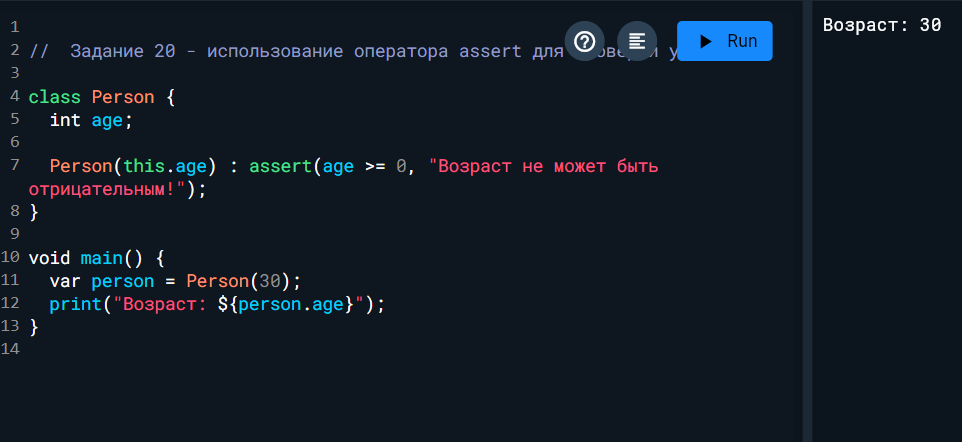 1
2 // Задание 20 - использование оператора assert для
Run
3
4 class Person {
5 int age;
6
7 Person(this.age) : assert(age >= 0, "Возраст не может быть
отрицательным!");
8 }
9
10 void main() {
11 var person = Person(30);
12 print("Возраст: ${person.age}");
13 }
14
Возраст: 30